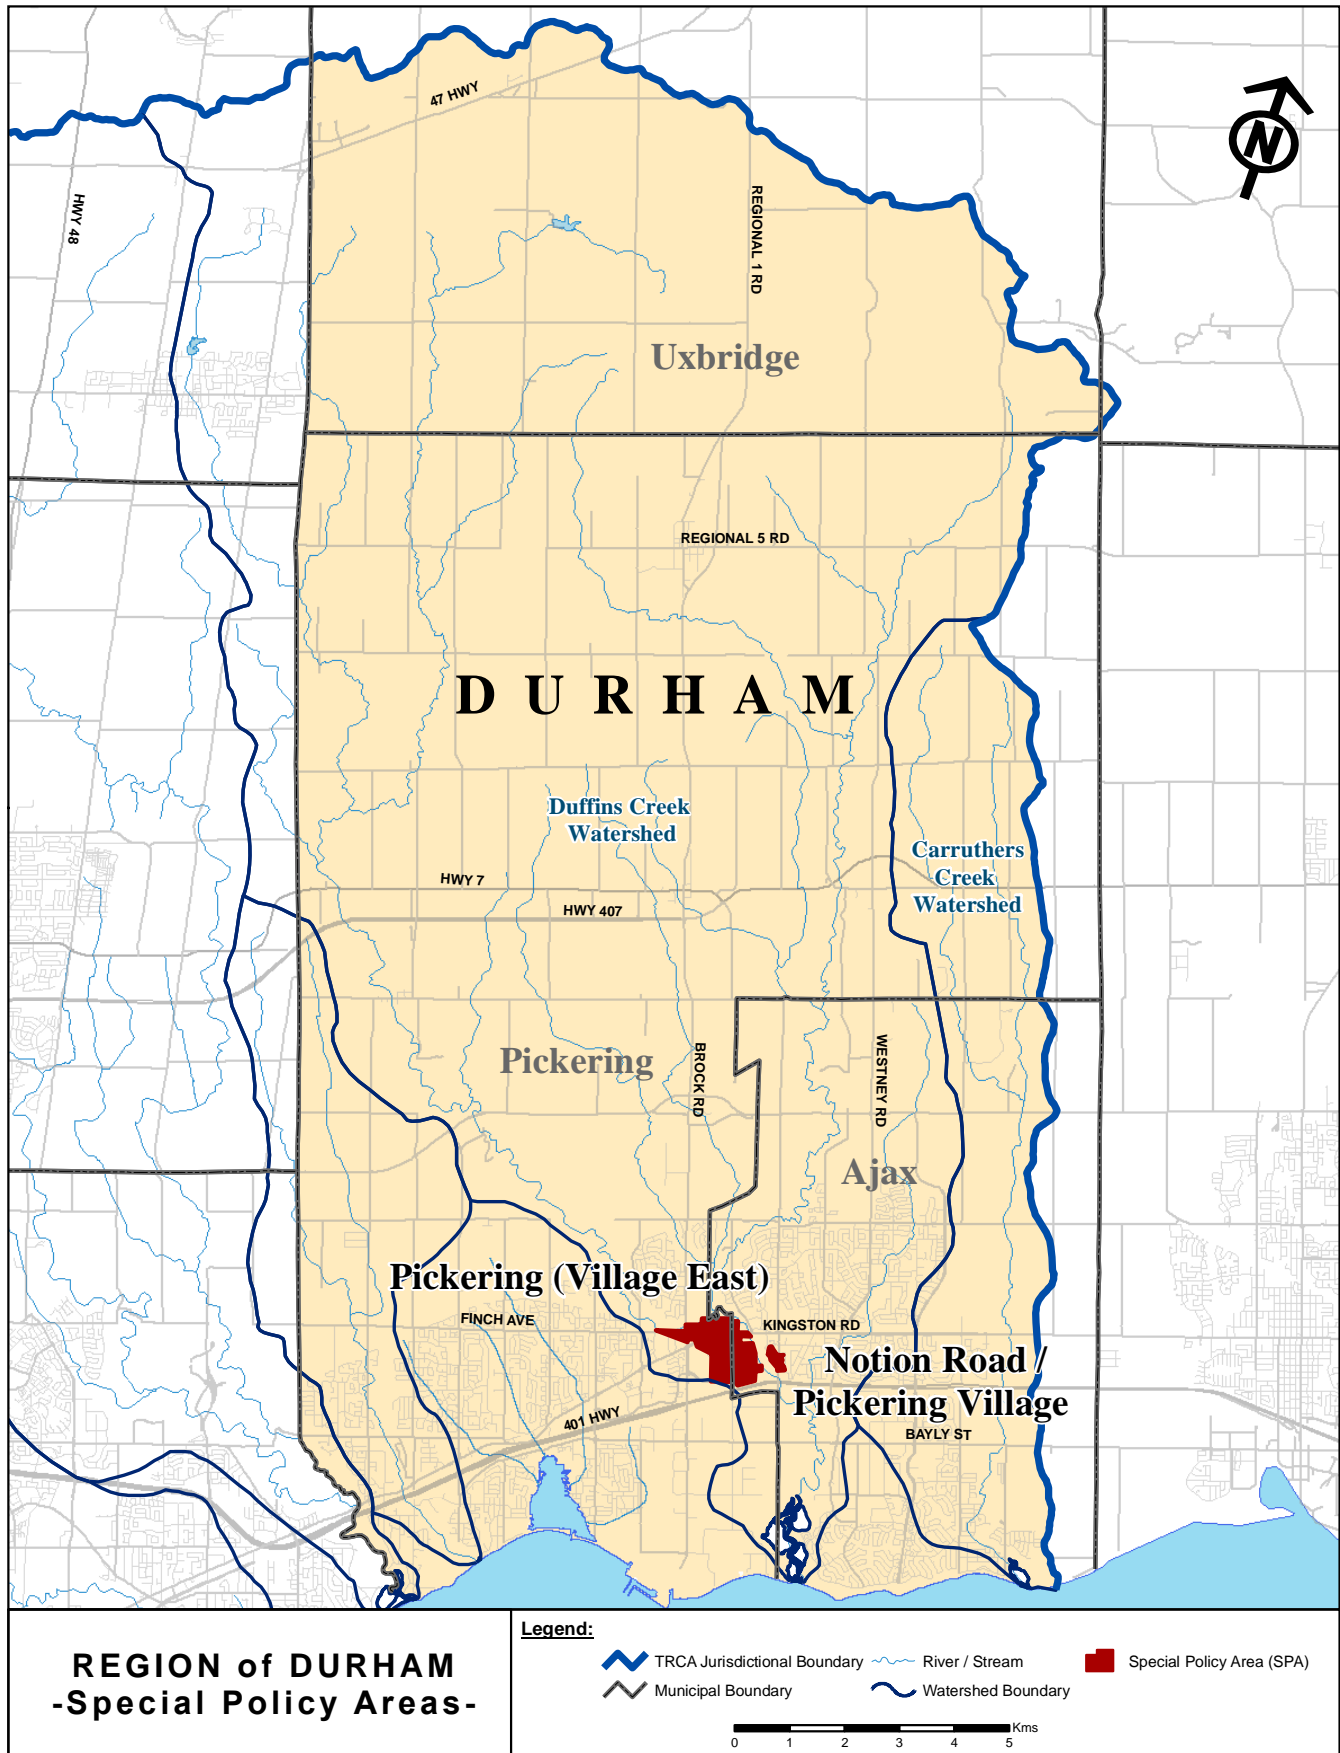 N
47 HWY
HWY 48
REGIONAL 1 RD
Uxbridge
REGIONAL 5 RD
DURHAM
Duffins Creek
Watershed
Carruthers
Creek
Watershed
HWY 7
HWY 407
Pickering
BROCK RD
WESTNEY RD
Ajax
Pickering (Village East)
FINCH AVE
KINGSTON RD
Notion Road /
Pickering Village
401 HWY
BAYLY ST
REGION of DURHAM
-Special Policy Areas-
Legend:
TRCA Jurisdictional Boundary
River / Stream
Special Policy Area (SPA)
Municipal Boundary
Watershed Boundary
Kms
0 1 2 3 4 5